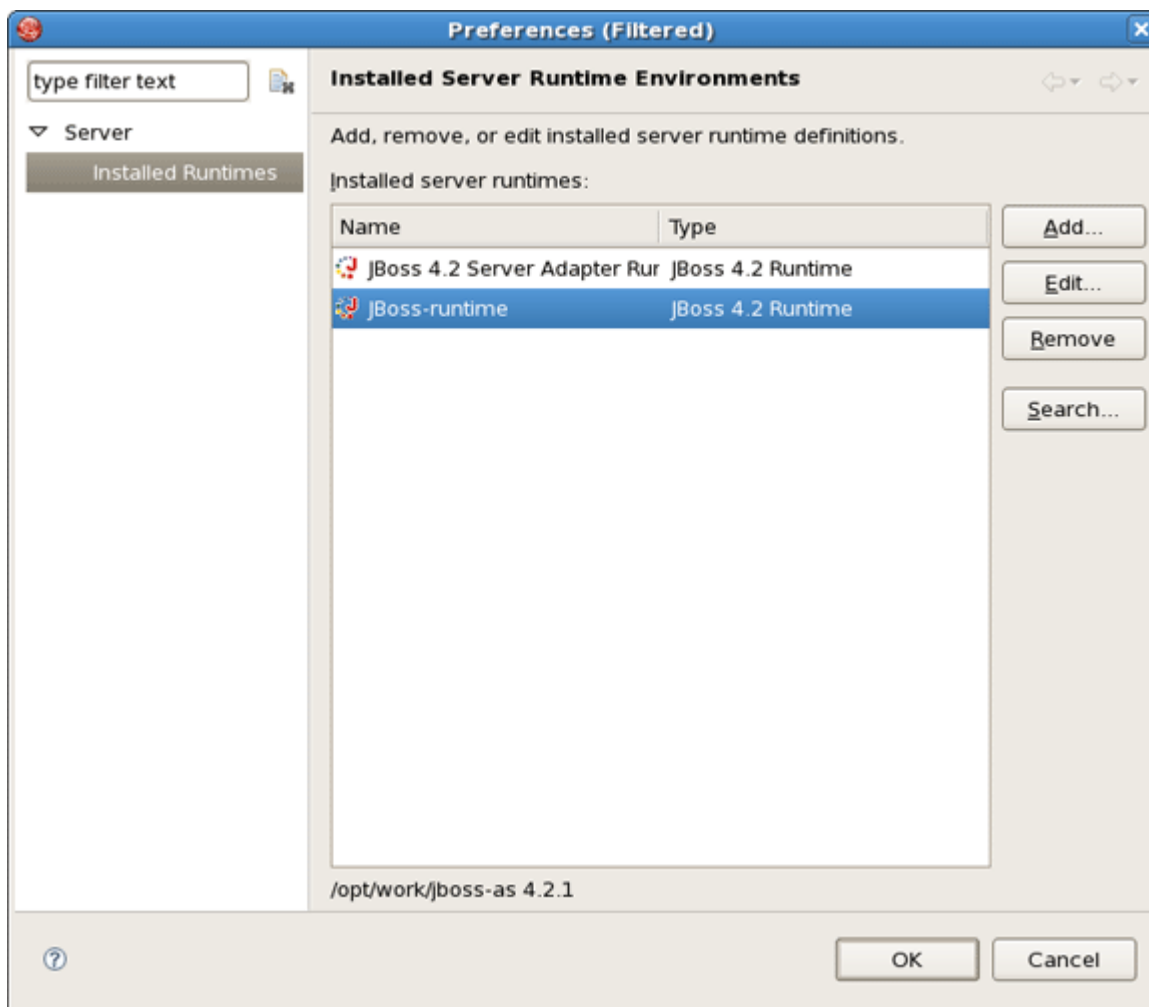 Preferences (Filtered)
type filter text
Server
Installed Runtimes
Installed Server Runtime Environments
Add, remove, or edit installed server runtime definitions.
Installed server runtimes:
Name Type
JBoss 4.2 Server Adapter Rur JBoss 4.2 Runtime
JBoss-runtime JBoss 4.2 Runtime
Add...
Edit...
Remove
Search...
/opt/work/jboss-as 4.2.1
OK Cancel